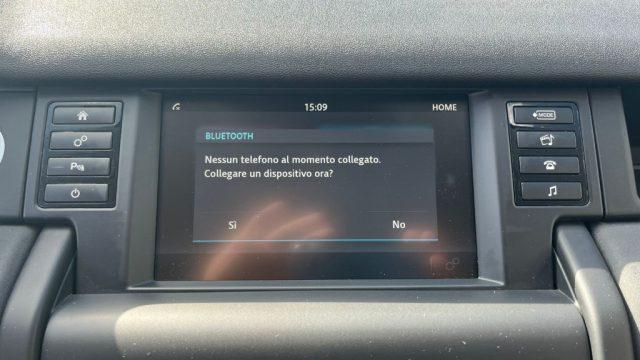 15:09
HOME
BLUETOOTH
Nessun telefono al momento collegato.
Collegare un dispositivo ora?
Sì
No
MODE